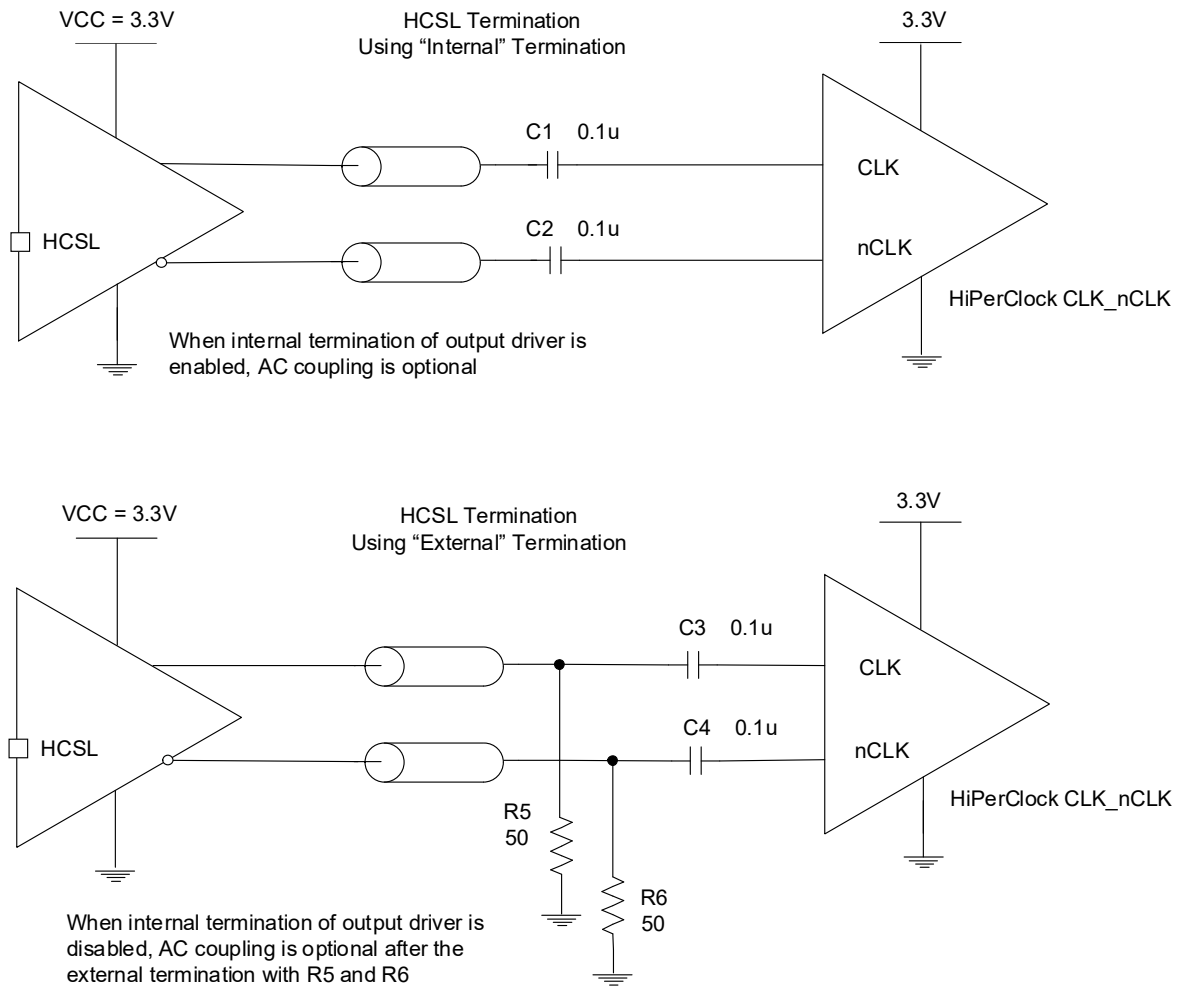 VCC = 3.3V
HCSL Termination
Using “Internal” Termination
3.3V
C1 0.1u
CLK
HCSL
C2 0.1u
nCLK
HiPerClock CLK_nCLK
When internal termination of output driver is
enabled, AC coupling is optional
VCC = 3.3V
HCSL Termination
Using “External” Termination
3.3V
C3 0.1u
CLK
HCSL
C4 0.1u
nCLK
HiPerClock CLK_nCLK
R5
50
R6
50
When internal termination of output driver is
disabled, AC coupling is optional after the
external termination with R5 and R6